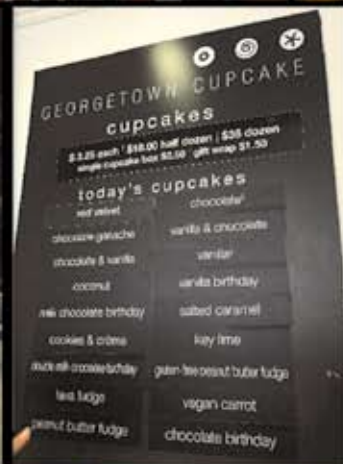 GEORGETOWN CUPCAKE
cupcakes
$3.25 each | $18.00 half dozen | $35 dozen
single cupcake box $0.50 gift wrap $1.50
today's cupcakes
red velvet
chocolate²
chocolate ganache
vanilla & chocolate
chocolate & vanilla
vanilla²
coconut
vanilla birthday
milk chocolate birthday
salted caramel
cookies & crème
key lime
double milk chocolate birthday
gluten-free peanut butter fudge
fudge
vegan carrot
peanut butter fudge
chocolate birthday